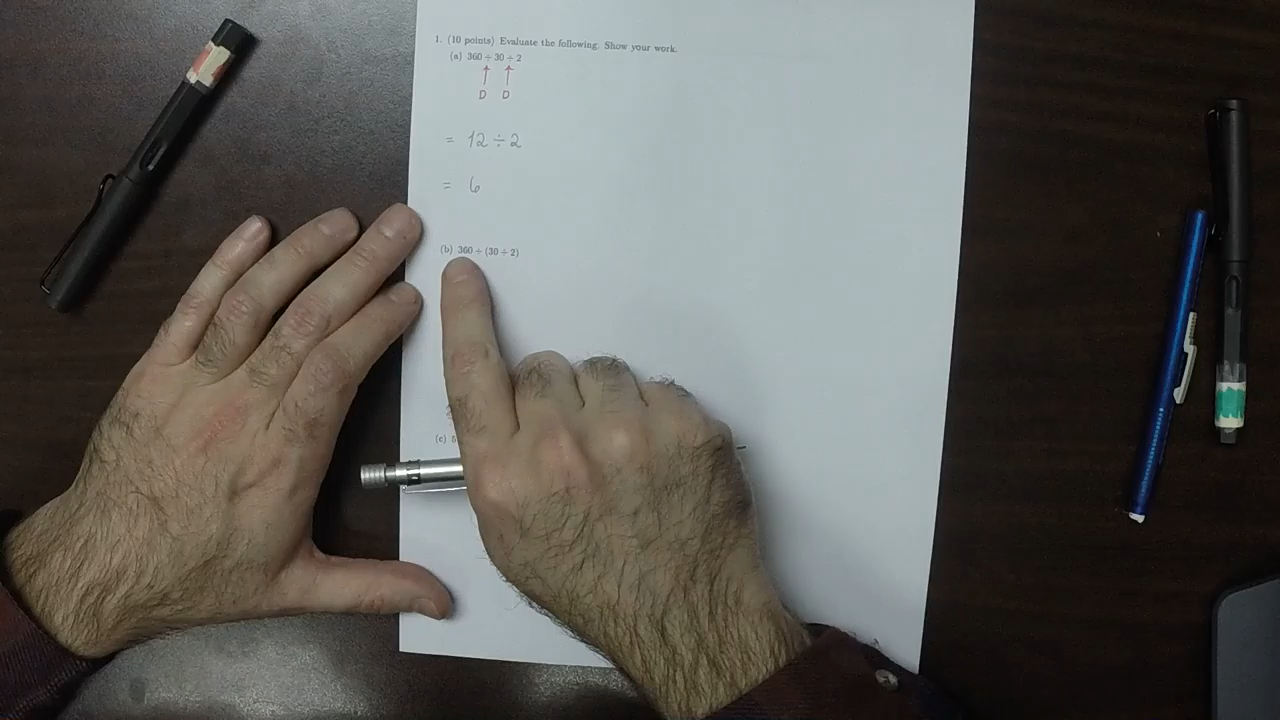 1. (10 points) Evaluate the following. Show your work.
(a) 360 ÷ 30 ÷ 2
D D
= 12 ÷ 2
= 6
(b) 360 ÷ (30 ÷ 2)
(c)